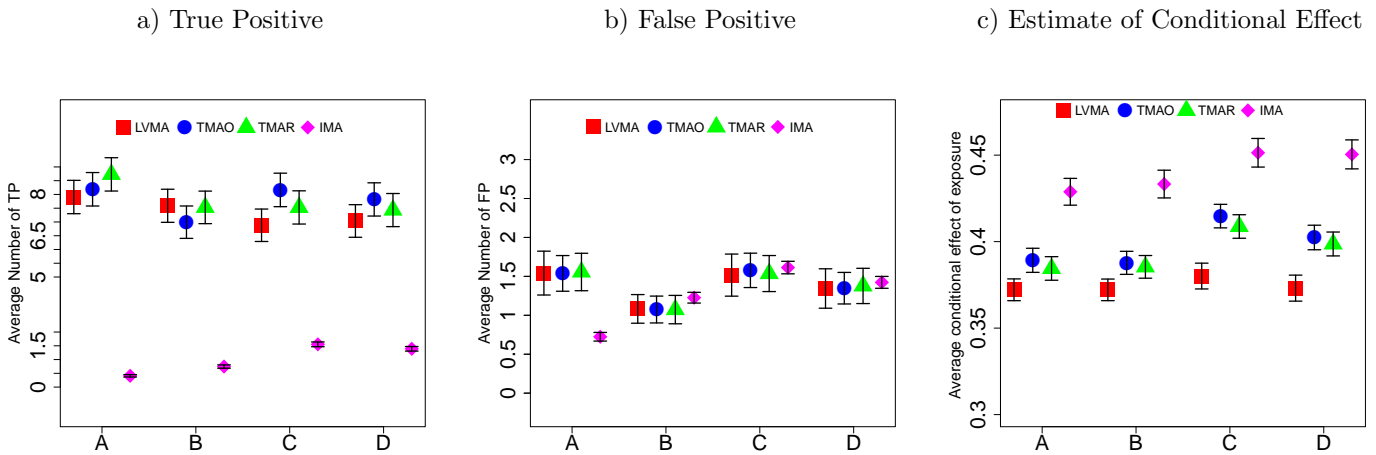 a) True Positive
b) False Positive
c) Estimate of Conditional Effect
LVMA TMAO TMAR IMA
Average Number of TP
8
6.5
5
1.5
0
A B C D
LVMA TMAO TMAR IMA
Average Number of FP
3
2.5
2
1.5
1
0.5
0
A B C D
LVMA TMAO TMAR IMA
Average conditional effect of exposure
0.45
0.4
0.35
0.3
A B C D